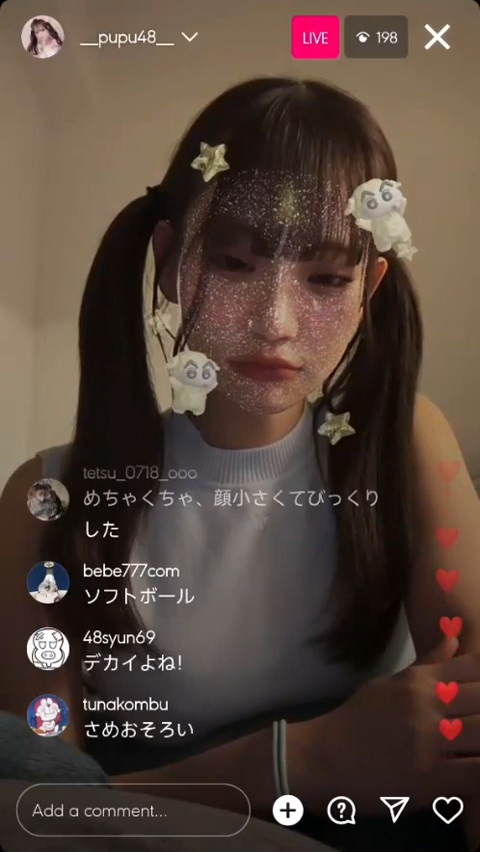 __pupu48__
LIVE
198
tetsu_0718_ooo
めちゃくちゃ、顔小さくてびっくり
した
bebe777com
ソフトボール
48syun69
デカイよね!
tunakombu
さめおそろい
Add a comment...